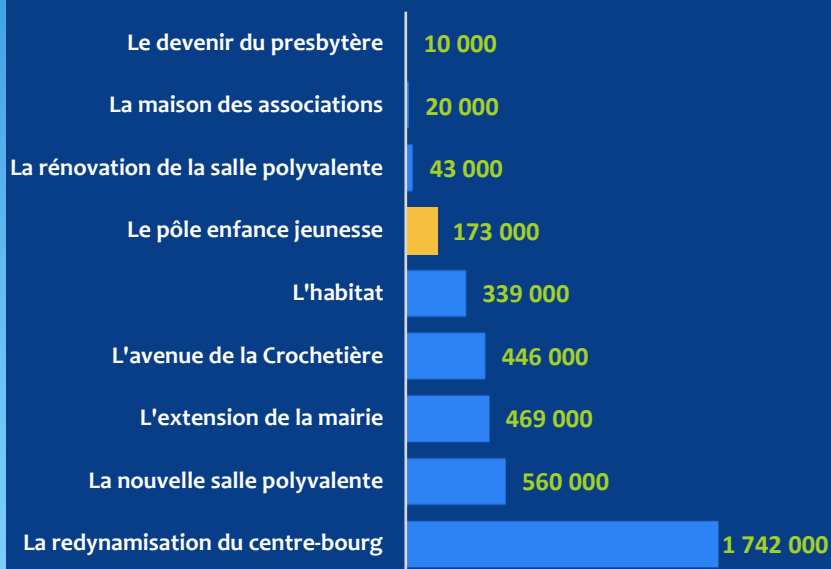 Le devenir du presbytère 10 000
La maison des associations 20 000
La rénovation de la salle polyvalente 43 000
Le pôle enfance jeunesse 173 000
L'habitat 339 000
L'avenue de la Crochetière 446 000
L'extension de la mairie 469 000
La nouvelle salle polyvalente 560 000
La redynamisation du centre-bourg 1 742 000